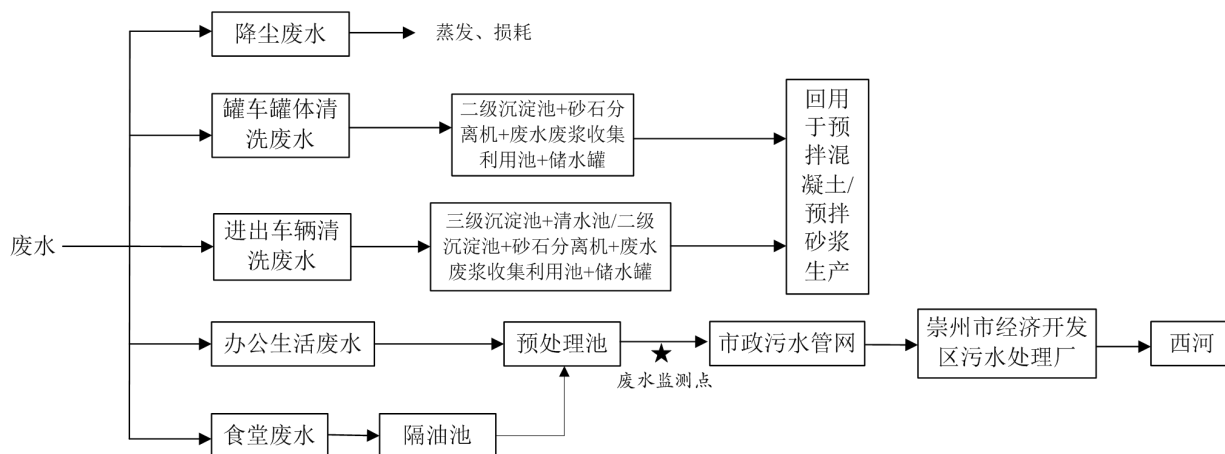 降尘废水
蒸发、损耗
罐车罐体清
洗废水
二级沉淀池+砂石分
离机+废水废浆收集
利用池+储水罐
回用
于预
拌混
凝土/
预拌
砂浆
生产
废水
进出车辆清
洗废水
三级沉淀池+清水池/二级
沉淀池+砂石分离机+废水
废浆收集利用池+储水罐
办公生活废水
预处理池
废水监测点
市政污水管网
崇州市经济开发
区污水处理厂
西河
食堂废水
隔油池